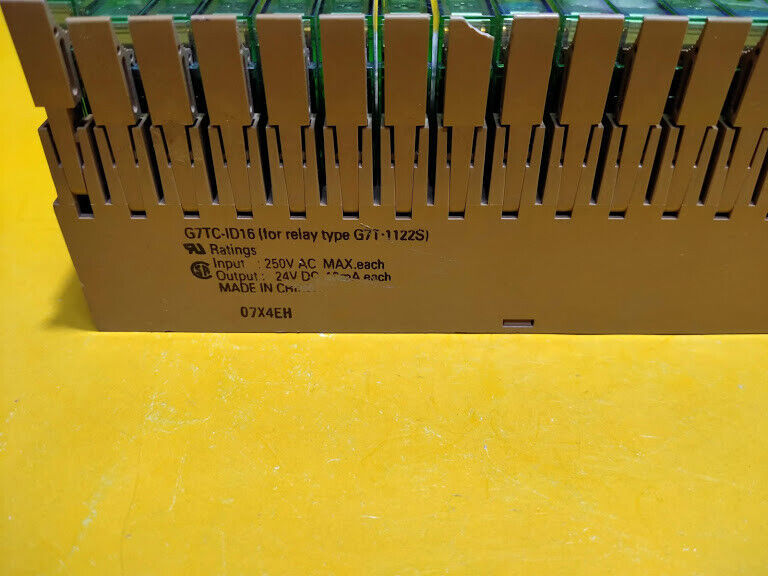 G7TC-ID16 (for relay type G7T-1122S)
Ratings
Input : 250V AC MAX.each
Output : 24V DC each
MADE IN
07X4EH